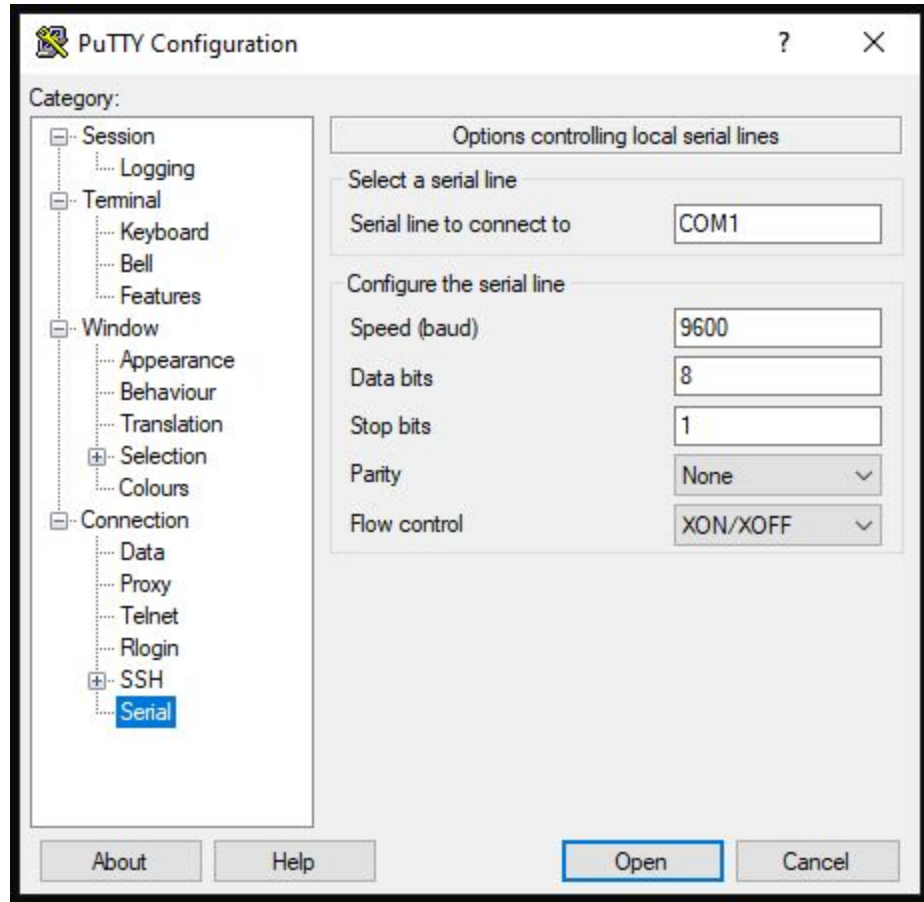 PuTTY Configuration
?
Category:
Session
Logging
Terminal
Keyboard
Bell
Features
Window
Appearance
Behaviour
Translation
Selection
Colours
Connection
Data
Proxy
Telnet
Rlogin
SSH
Serial
Options controlling local serial lines
Select a serial line
Serial line to connect to COM1
Configure the serial line
Speed (baud) 9600
Data bits 8
Stop bits 1
Parity None
Flow control XON/XOFF
About Help Open Cancel